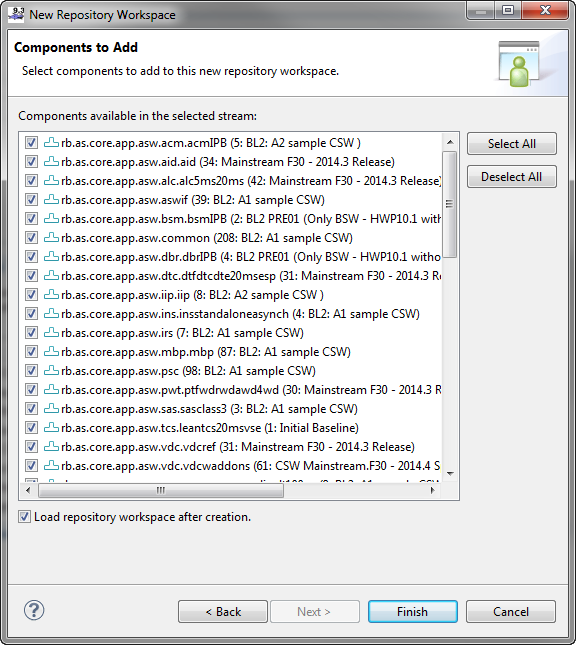 9.3
New Repository Workspace
Components to Add
Select components to add to this new repository workspace.
Components available in the selected stream:
rb.as.core.app.asw.acm.acmIPB (5: BL2: A2 sample CSW )
rb.as.core.app.asw.aid.aid (34: Mainstream F30 - 2014.3 Release)
rb.as.core.app.asw.alc.alc5ms20ms (42: Mainstream F30 - 2014.3 Release)
rb.as.core.app.asw.aswif (39: BL2: A1 sample CSW)
rb.as.core.app.asw.bsm.bsmIPB (2: BL2 PRE01 (Only BSW - HWP10.1 with
rb.as.core.app.asw.common (208: BL2: A1 sample CSW)
rb.as.core.app.asw.dbr.dbrIPB (4: BL2 PRE01 (Only BSW - HWP10.1 witho
rb.as.core.app.asw.dtc.dtfdtcdte20msesp (31: Mainstream F30 - 2014.3 Re
rb.as.core.app.asw.iip.iip (8: BL2: A2 sample CSW )
rb.as.core.app.asw.ins.insstandaloneasynch (4: BL2: A1 sample CSW)
rb.as.core.app.asw.irs (7: BL2: A1 sample CSW)
rb.as.core.app.asw.mbp.mbp (87: BL2: A1 sample CSW)
rb.as.core.app.asw.psc (98: BL2: A1 sample CSW)
rb.as.core.app.asw.pwt.ptfwdrwdawd4wd (30: Mainstream F30 - 2014.3 R
rb.as.core.app.asw.sas.sasclass3 (3: BL2: A1 sample CSW)
rb.as.core.app.asw.tcs.leantcs20msvse (1: Initial Baseline)
rb.as.core.app.asw.vdc.vdcref (31: Mainstream F30 - 2014.3 Release)
rb.as.core.app.asw.vdc.vdcwaddons (61: CSW Mainstream.F30 - 2014.4 S
Select All
Deselect All
Load repository workspace after creation.
?
< Back
Next >
Finish
Cancel